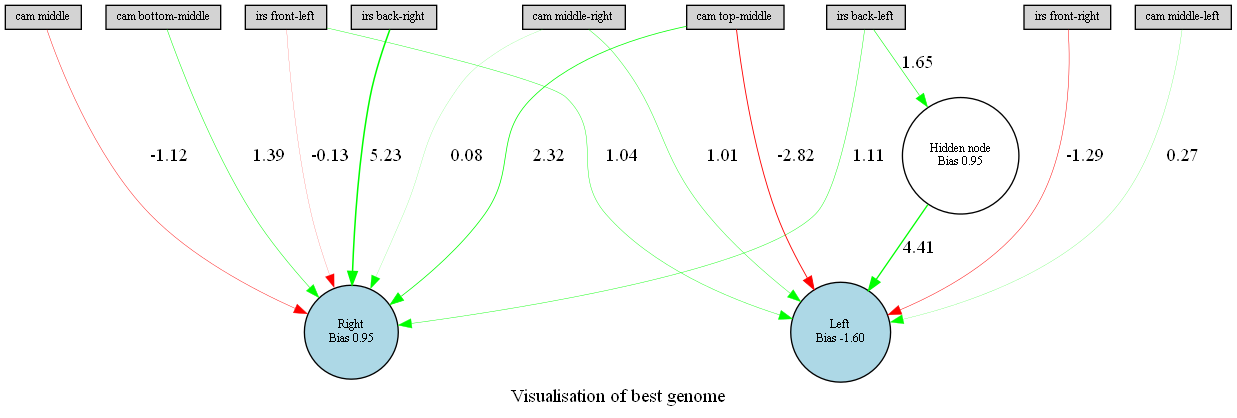 cam middle
cam bottom-middle
irs front-left
irs back-right
cam middle-right
cam top-middle
irs back-left
irs front-right
cam middle-left
1.65
-1.12
1.39
-0.13
5.23
0.08
2.32
1.04
1.01
-2.82
1.11
Hidden node
Bias 0.95
-1.29
0.27
4.41
Right
Bias 0.95
Left
Bias -1.60
Visualisation of best genome